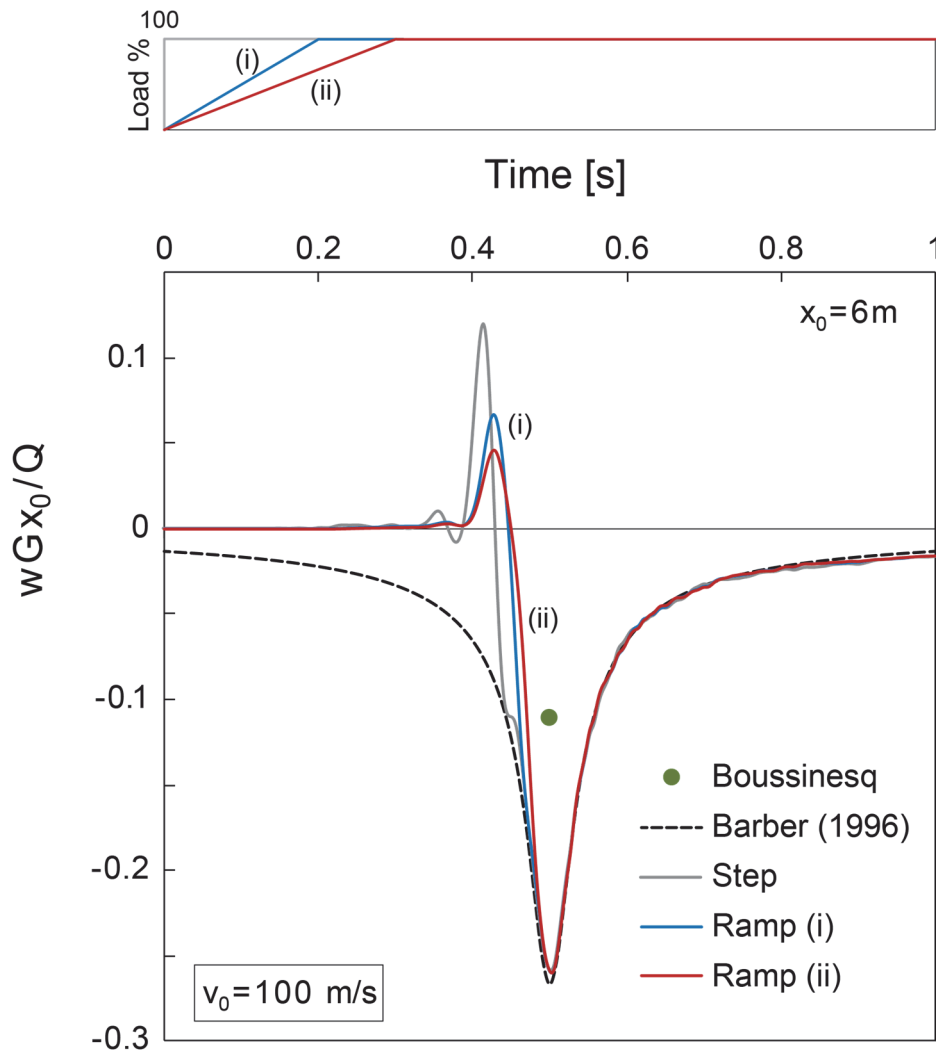 100
Load %
(i)
(ii)
Time [s]
0 0.2 0.4 0.6 0.8 1
x₀=6m
0.1
0
-0.1
-0.2
-0.3
wGx₀/Q
(i)
(ii)
Boussinesq
Barber (1996)
Step
Ramp (i)
Ramp (ii)
v₀=100 m/s